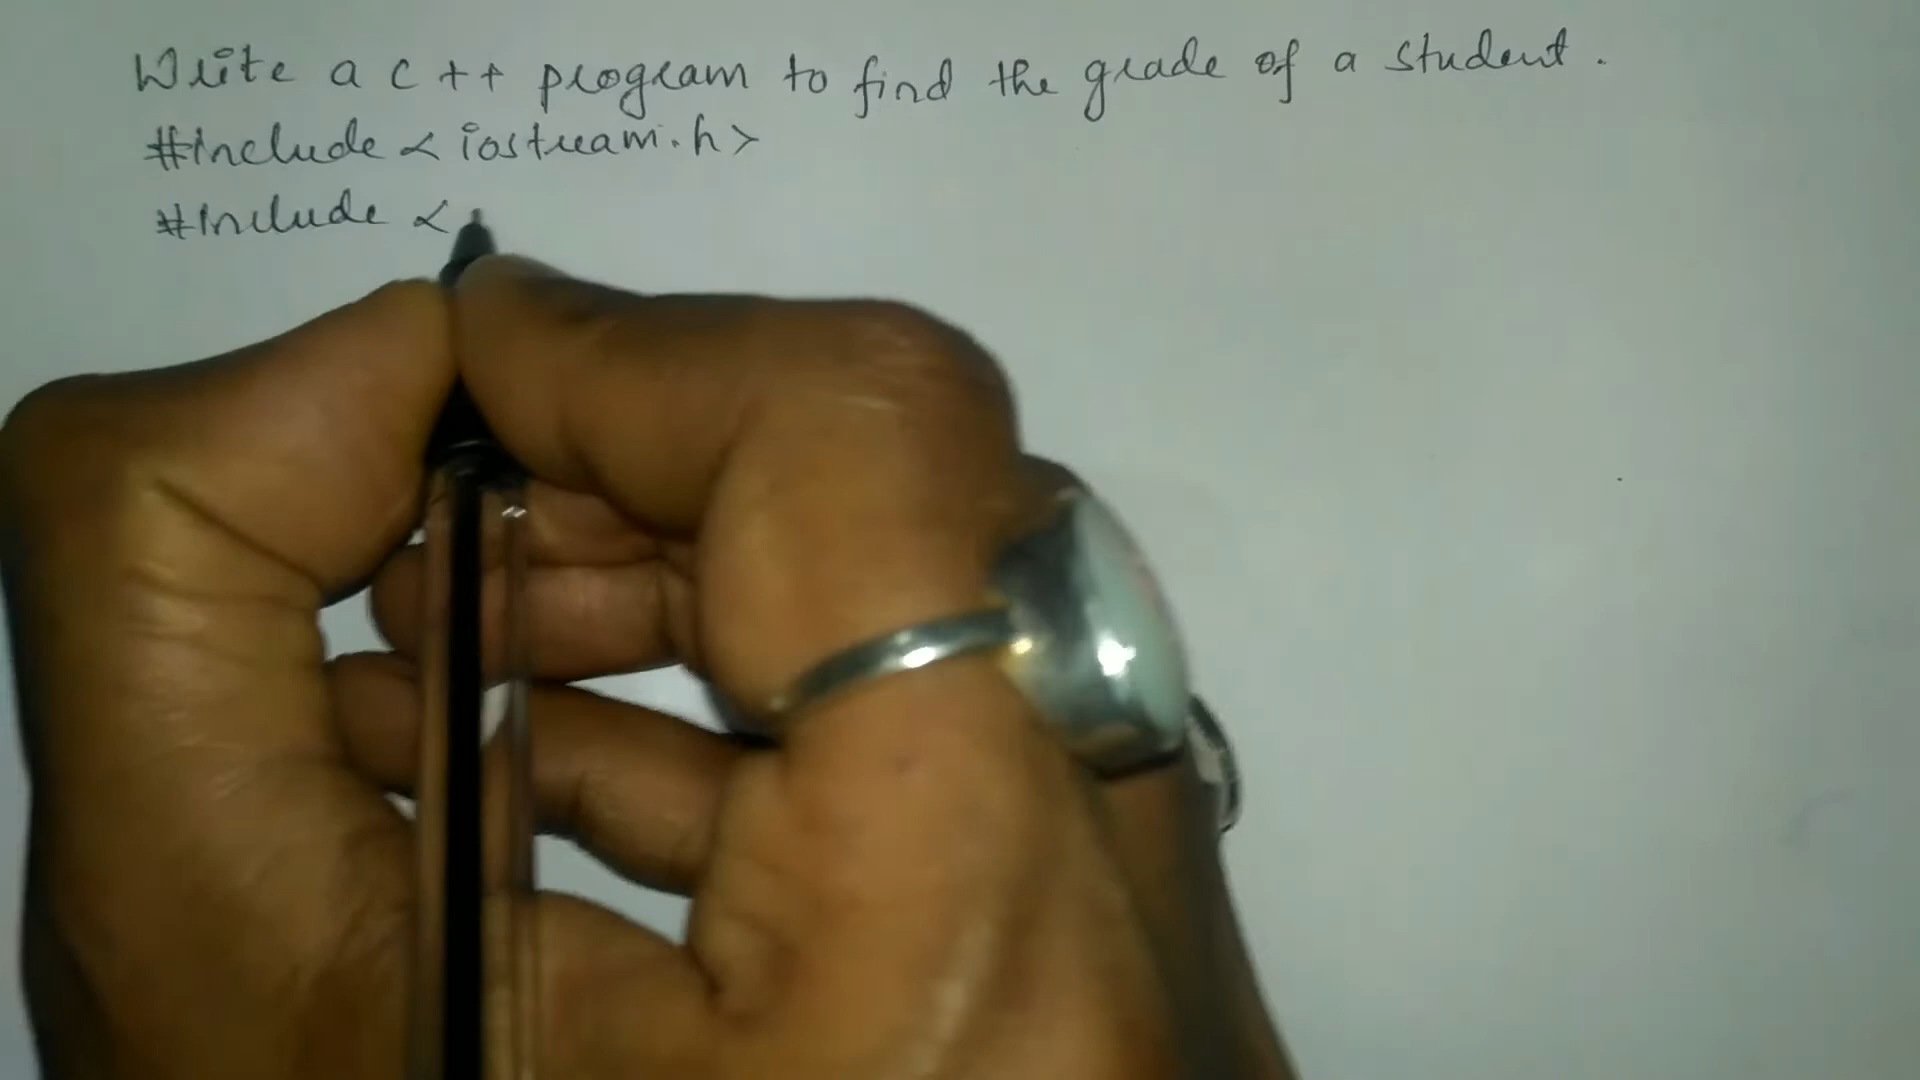 Write a c++ program to find the grade of a student.
#include < iostream.h>
#include <